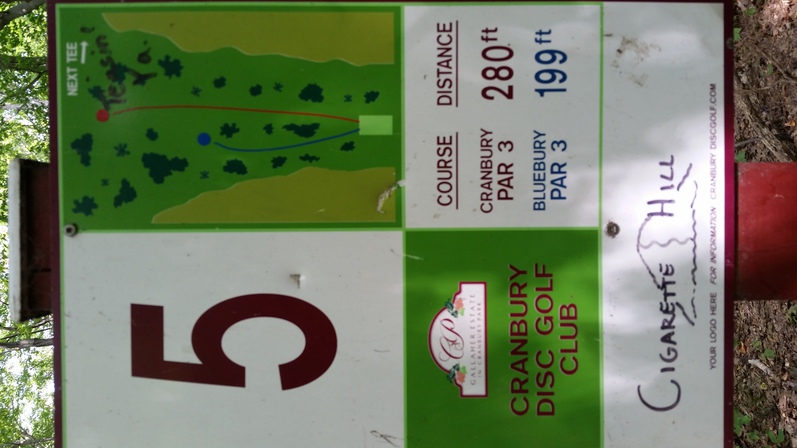 5
NEXT TEE
Teasin'
Ya.
CP
GALLAHER ESTATE
IN CRANBURY PARK
CRANBURY
DISC GOLF
CLUB
COURSE DISTANCE
CRANBURY
PAR 3 280ft
BLUEBURY
PAR 3 199ft
CIGARETTE HILL
YOUR LOGO HERE FOR INFORMATION CRANBURY DISCGOLF.COM